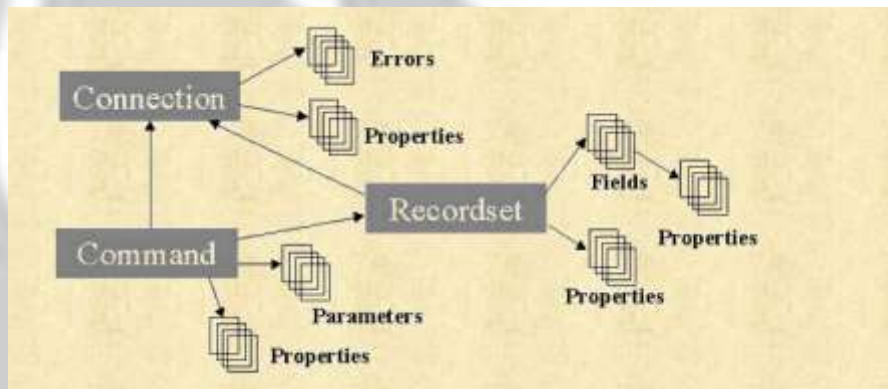 Errors
Connection
Properties
Fields
Recordset
Properties
Command
Properties
Parameters
Properties